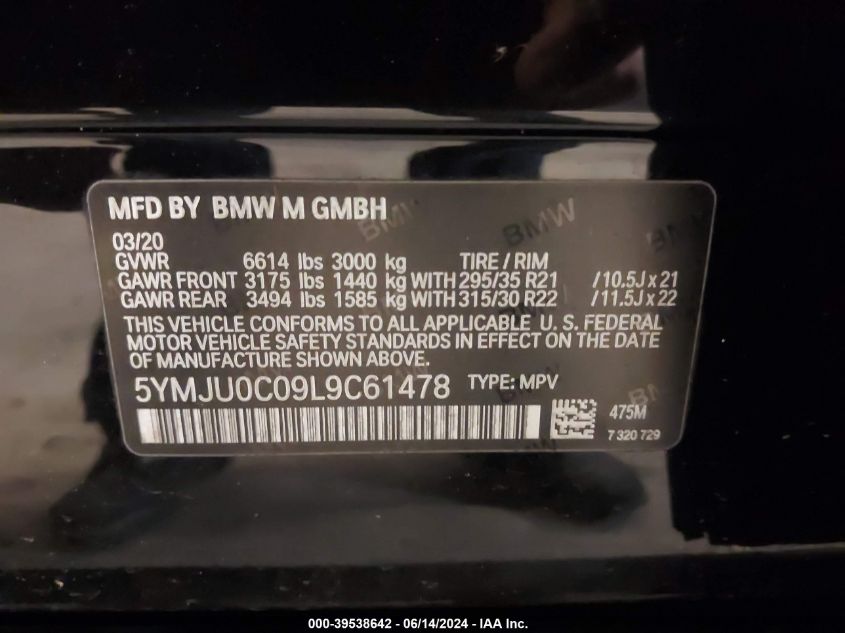 MFD BY BMW M GMBH
03/20
GVWR 6614 lbs 3000 kg TIRE / RIM
GAWR FRONT 3175 lbs 1440 kg WITH 295/35 R21 /10.5J x 21
GAWR REAR 3494 lbs 1585 kg WITH 315/30 R22 /11.5J x 22
THIS VEHICLE CONFORMS TO ALL APPLICABLE U. S. FEDERAL
MOTOR VEHICLE SAFETY STANDARDS IN EFFECT ON THE DATE
OF MANUFACTURE SHOWN ABOVE.
5YMJU0C09L9C61478 TYPE: MPV
475M
7 320 729
000-39538642 - 06/14/2024 - IAA Inc.